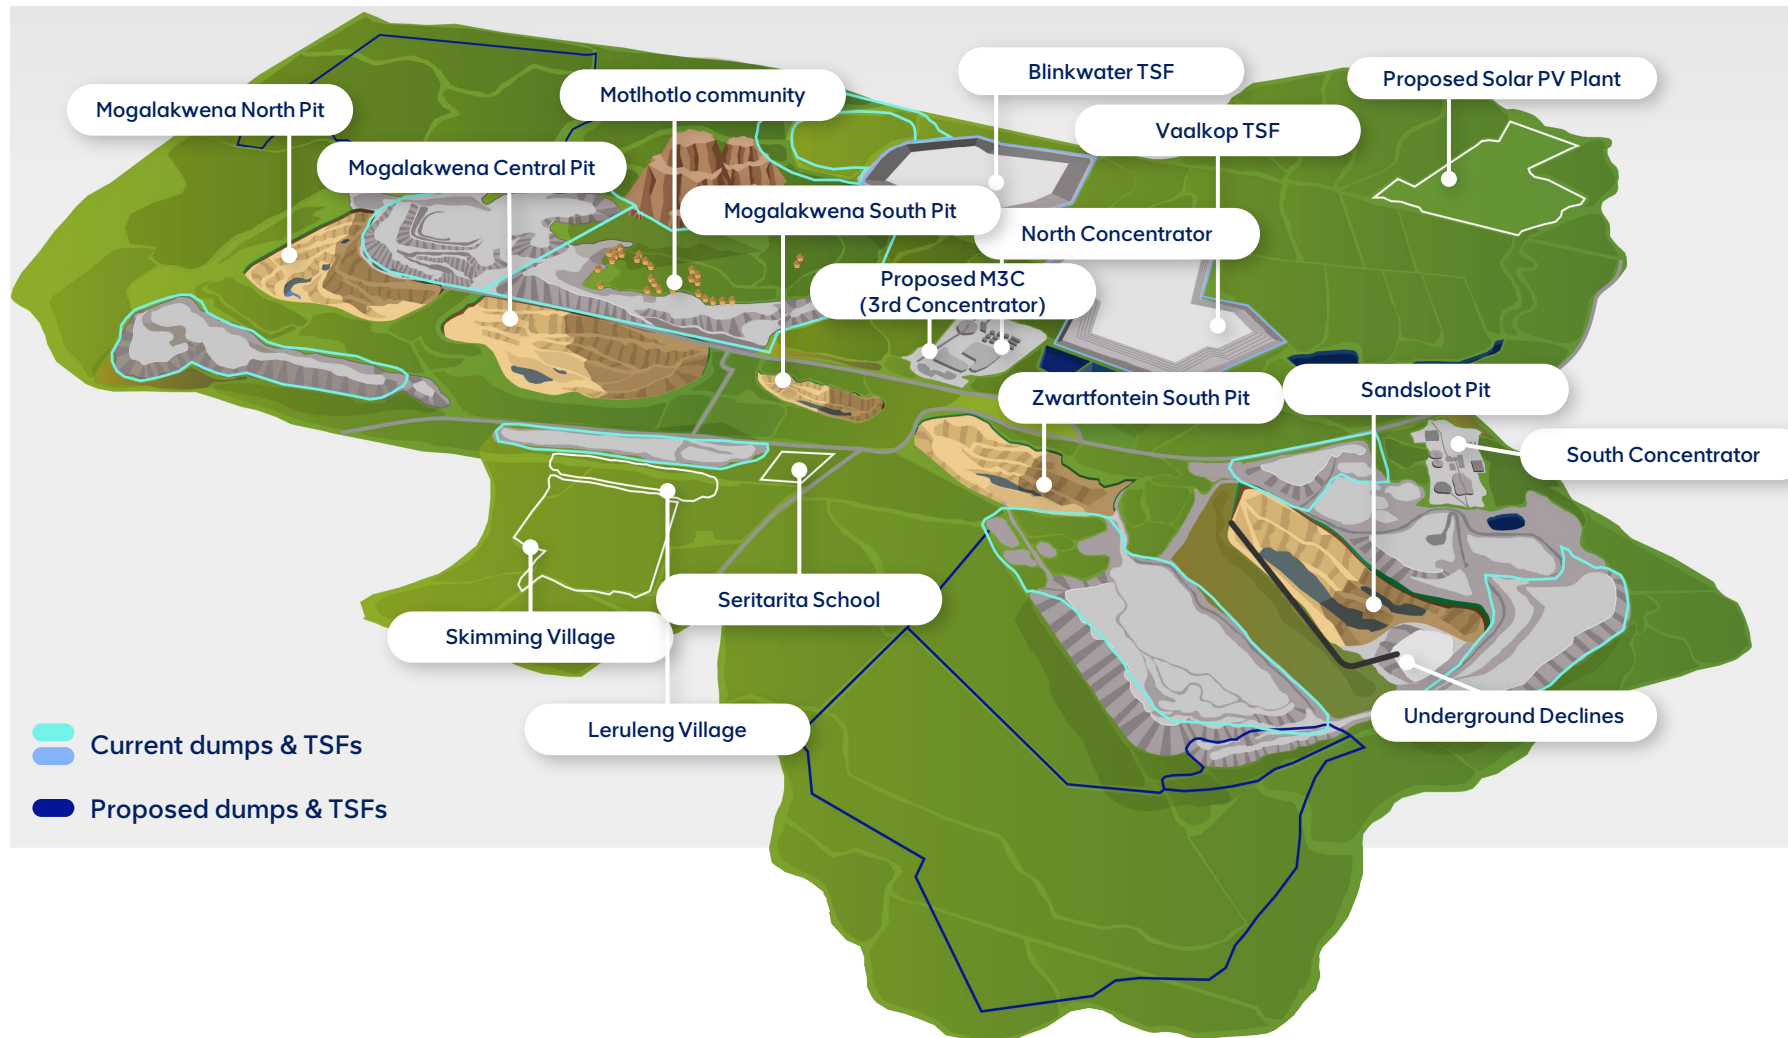 Blinkwater TSF
Proposed Solar PV Plant
Motlhotlo community
Mogalakwena North Pit
Vaalkop TSF
Mogalakwena Central Pit
Mogalakwena South Pit
North Concentrator
Proposed M3C
(3rd Concentrator)
Zwartfontein South Pit
Sandsloot Pit
South Concentrator
Seritarita School
Skimming Village
Leruleng Village
Underground Declines
Current dumps & TSFs
Proposed dumps & TSFs